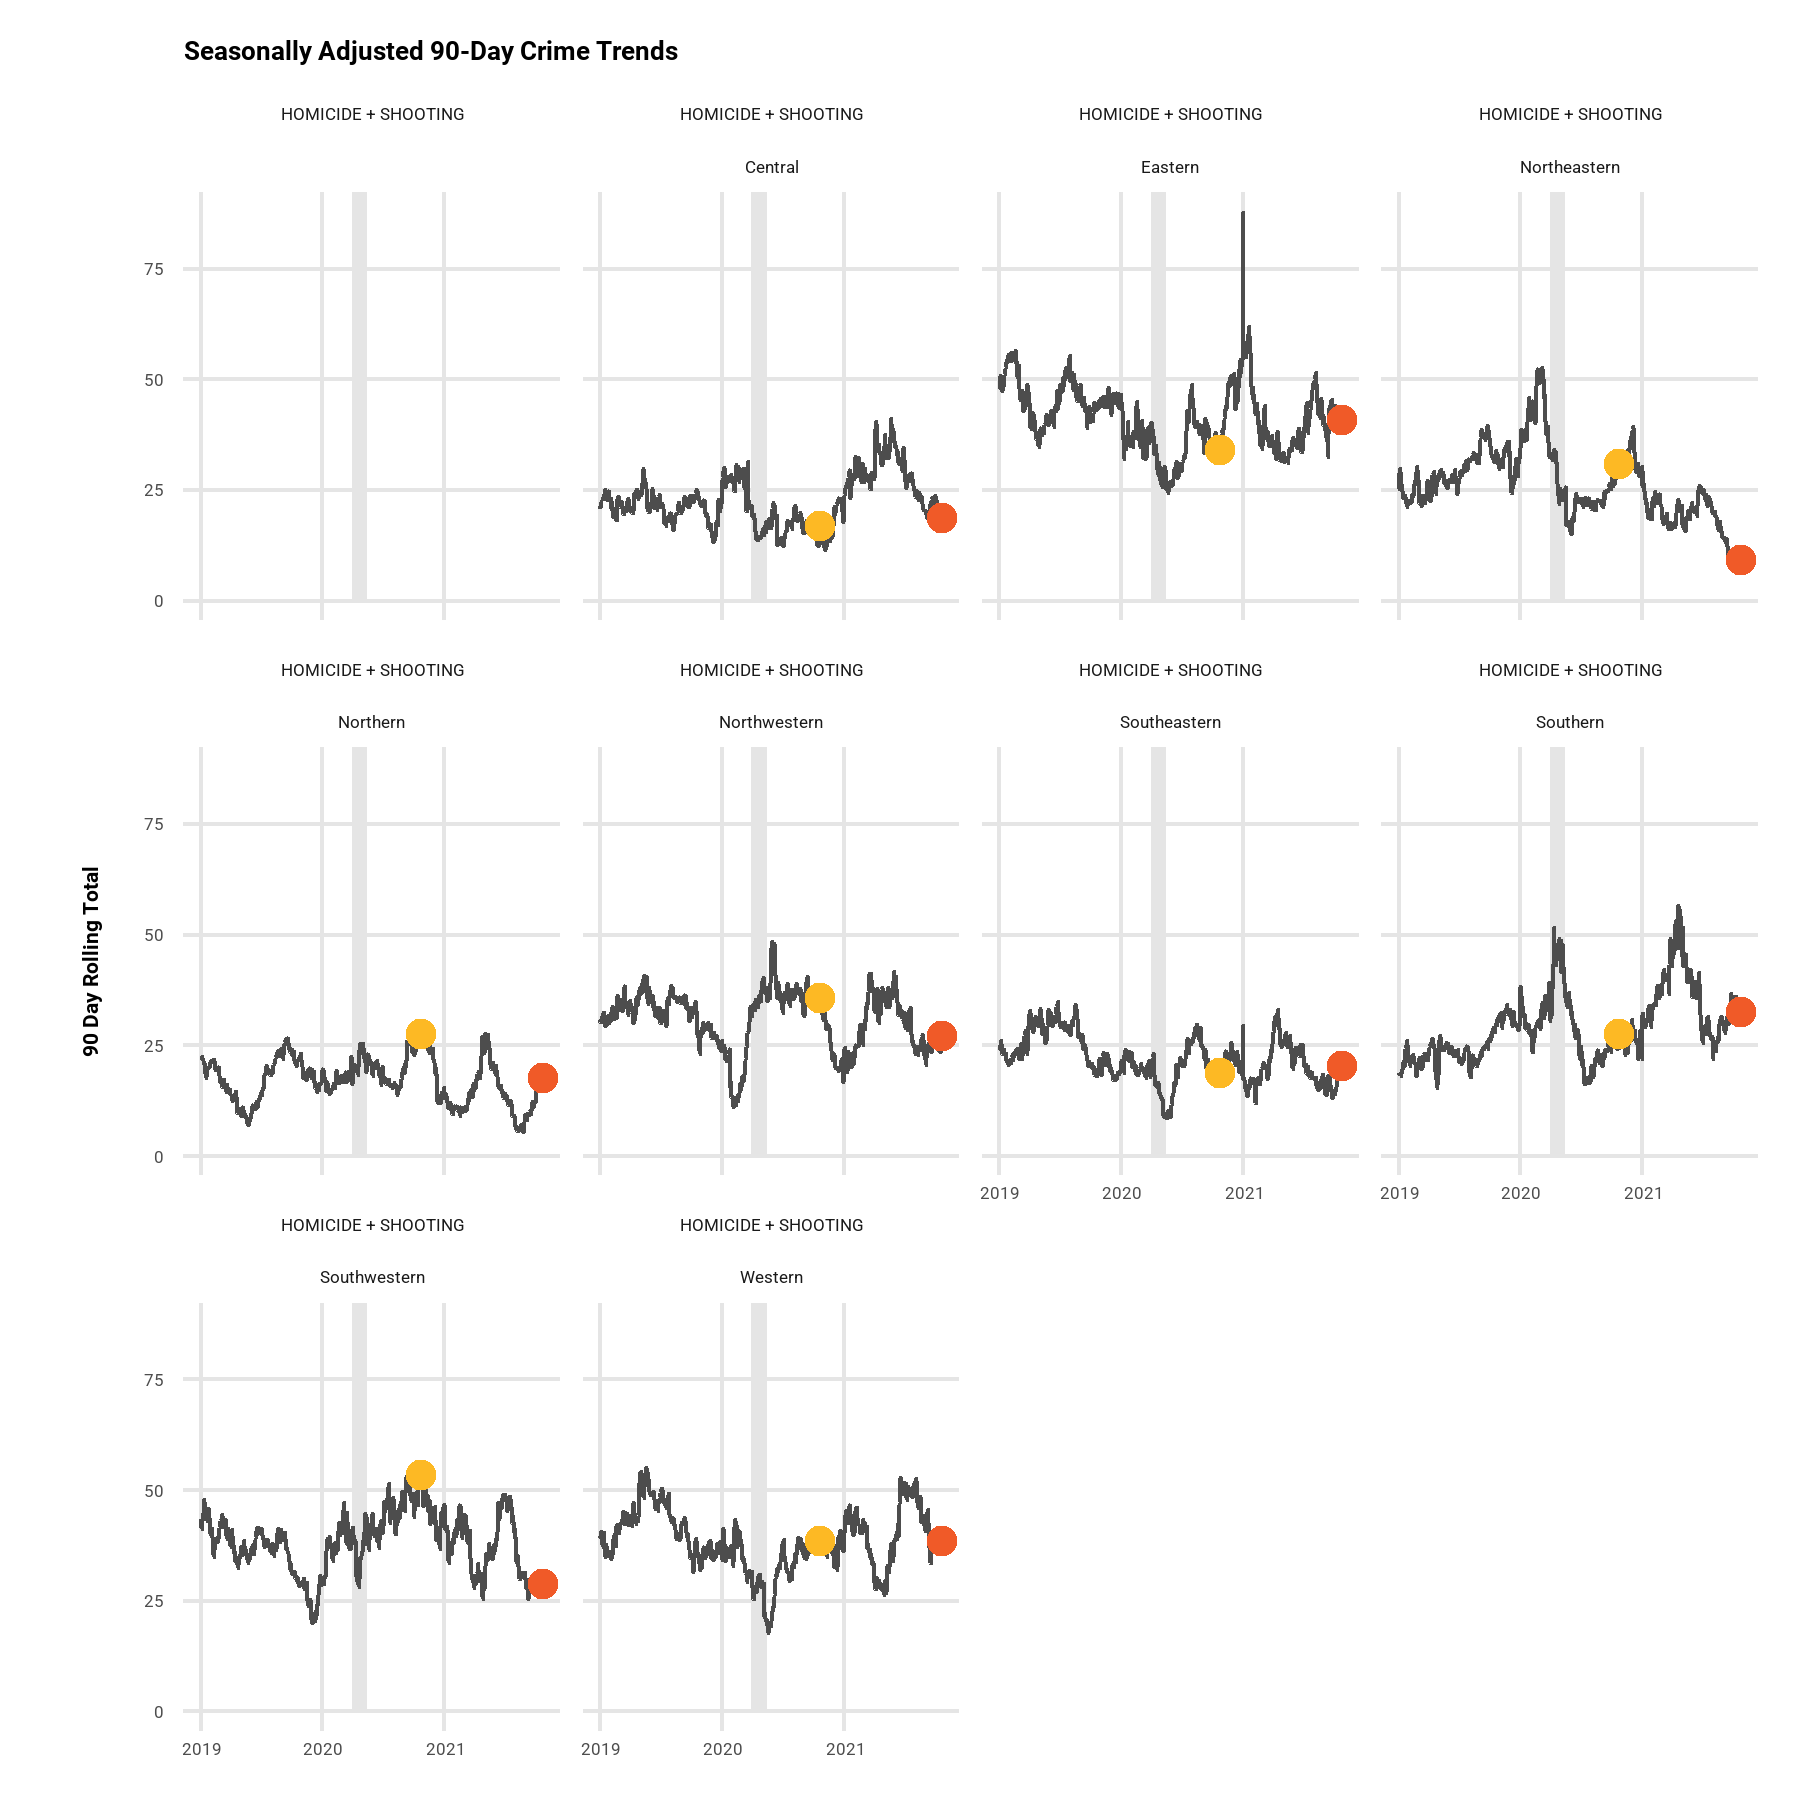 Seasonally Adjusted 90-Day Crime Trends
HOMICIDE + SHOOTING
HOMICIDE + SHOOTING
HOMICIDE + SHOOTING
HOMICIDE + SHOOTING
Central
Eastern
Northeastern
75
50
25
0
HOMICIDE + SHOOTING
HOMICIDE + SHOOTING
HOMICIDE + SHOOTING
HOMICIDE + SHOOTING
Northern
Northwestern
Southeastern
Southern
90 Day Rolling Total
75
50
25
0
2019
2020
2021
2019
2020
2021
HOMICIDE + SHOOTING
HOMICIDE + SHOOTING
Southwestern
Western
75
50
25
0
2019
2020
2021
2019
2020
2021